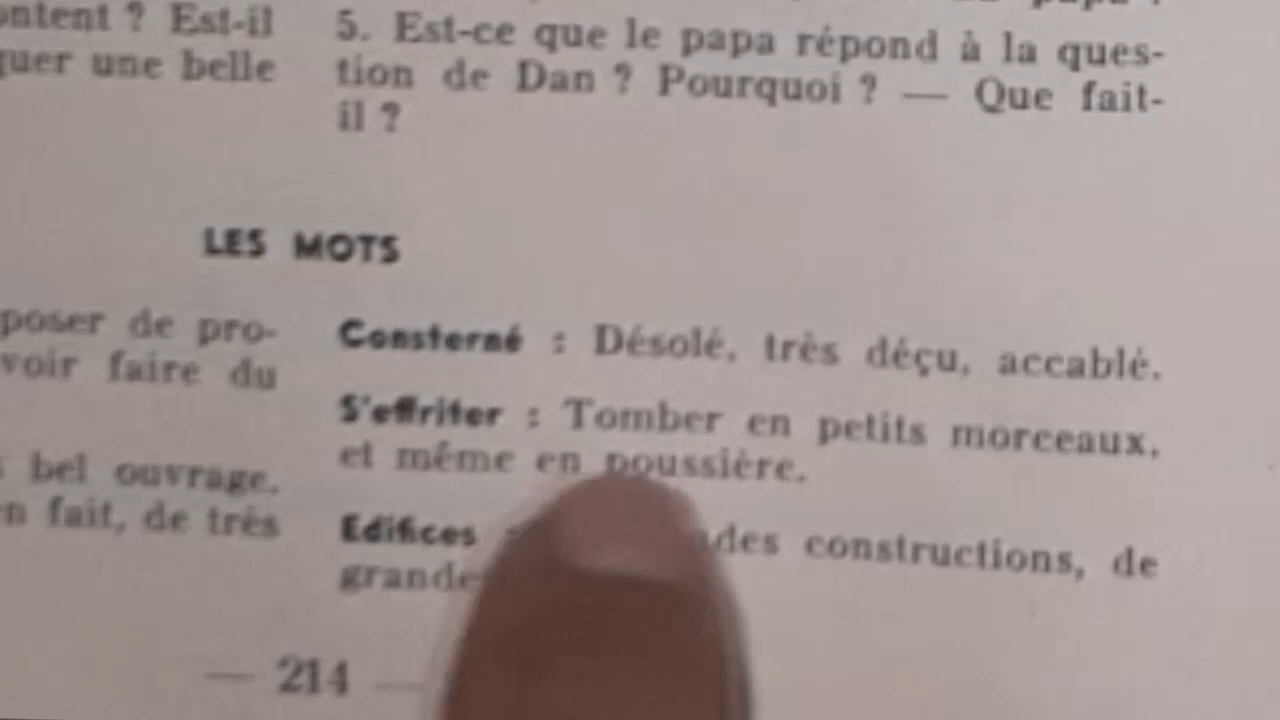 ontent ? Est-il
guer une belle
5. Est-ce que le papa répond à la ques-
tion de Dan ? Pourquoi ? — Que fait-
il ?
LES MOTS
poser de pro-
voir faire du
bel ouvrage.
n fait, de très
Consterné : Désolé, très déçu, accablé.
S'effriter : Tomber en petits morceaux,
et même en poussière.
Edifices : des constructions, de
grande
— 214 —